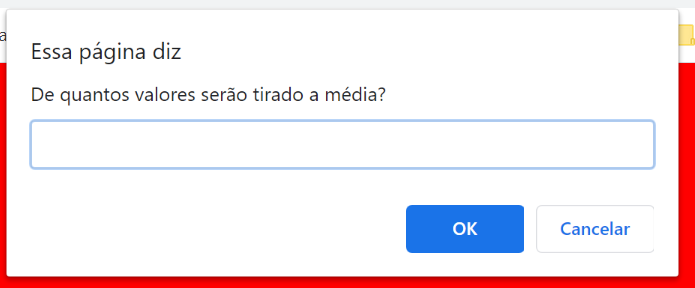 Essa página diz
De quantos valores serão tirado a média?
OK
Cancelar